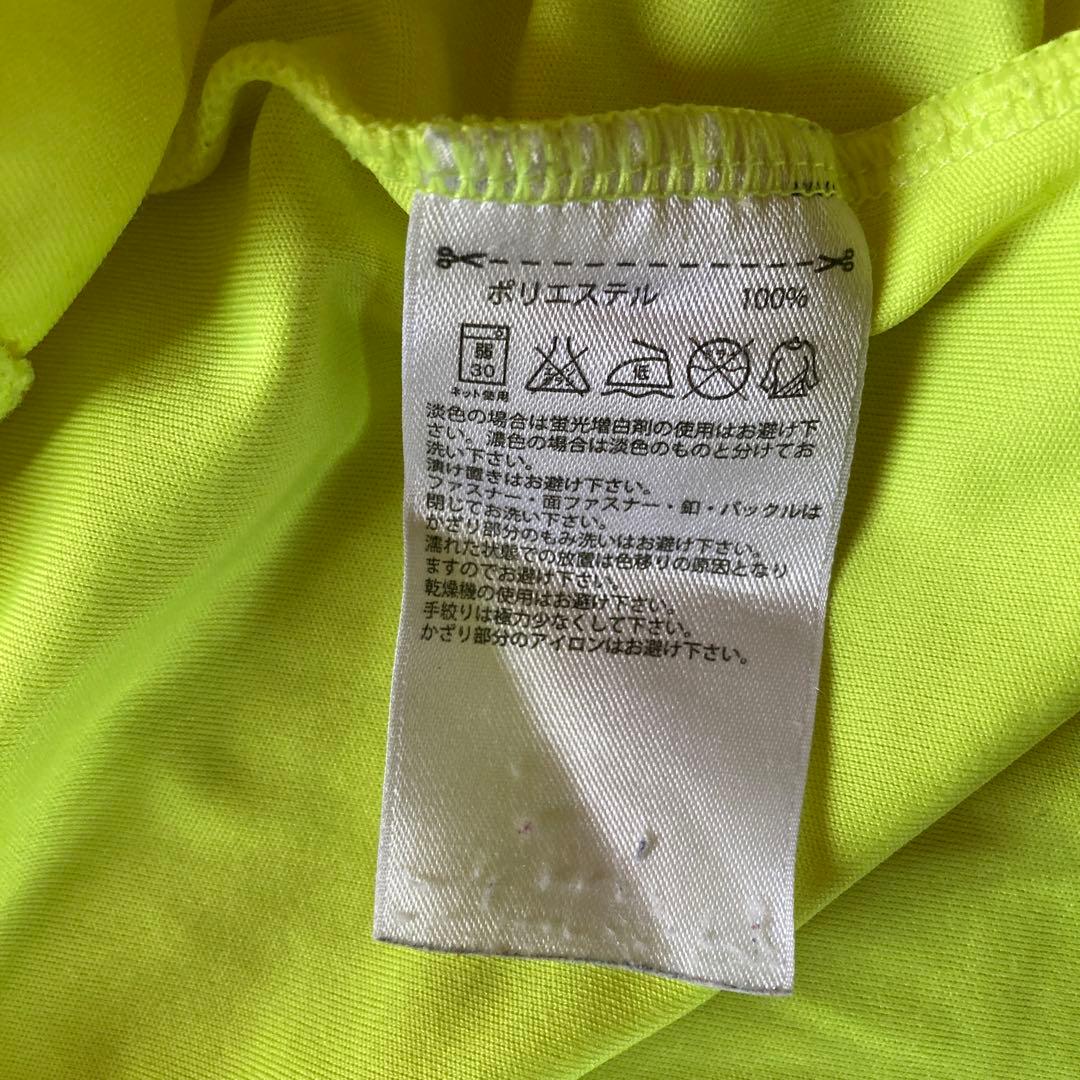 ポリエステル 100%
弱
30
ネット使用
エンソサラシ
低
ドライ
淡色の場合は蛍光増白剤の使用はお避け下
さい。濃色の場合は淡色のものと分けてお
洗い下さい。
漬け置きはお避け下さい。
ファスナー・面ファスナー・釦・バックルは
閉じてお洗い下さい。
かざり部分のもみ洗いはお避け下さい。
濡れた状態での放置は色移りの原因となり
ますのでお避け下さい。
乾燥機の使用はお避け下さい。
手絞りは極力少なくして下さい。
かざり部分のアイロンはお避け下さい。